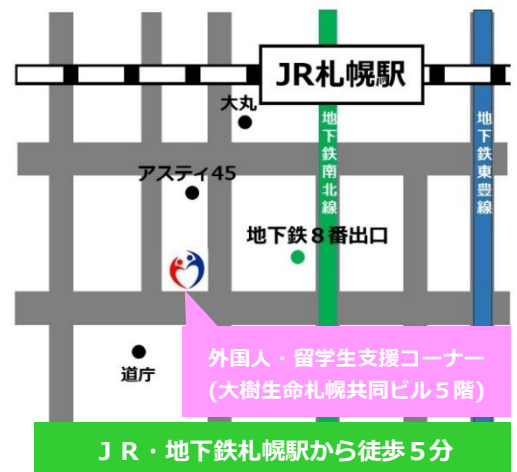 JR札幌駅
大丸
地下鉄南北線
地下鉄東豊線
アスティ45
地下鉄８番出口
外国人・留学生支援コーナー
(大樹生命札幌共同ビル５階)
道庁
ＪＲ・地下鉄札幌駅から徒歩５分